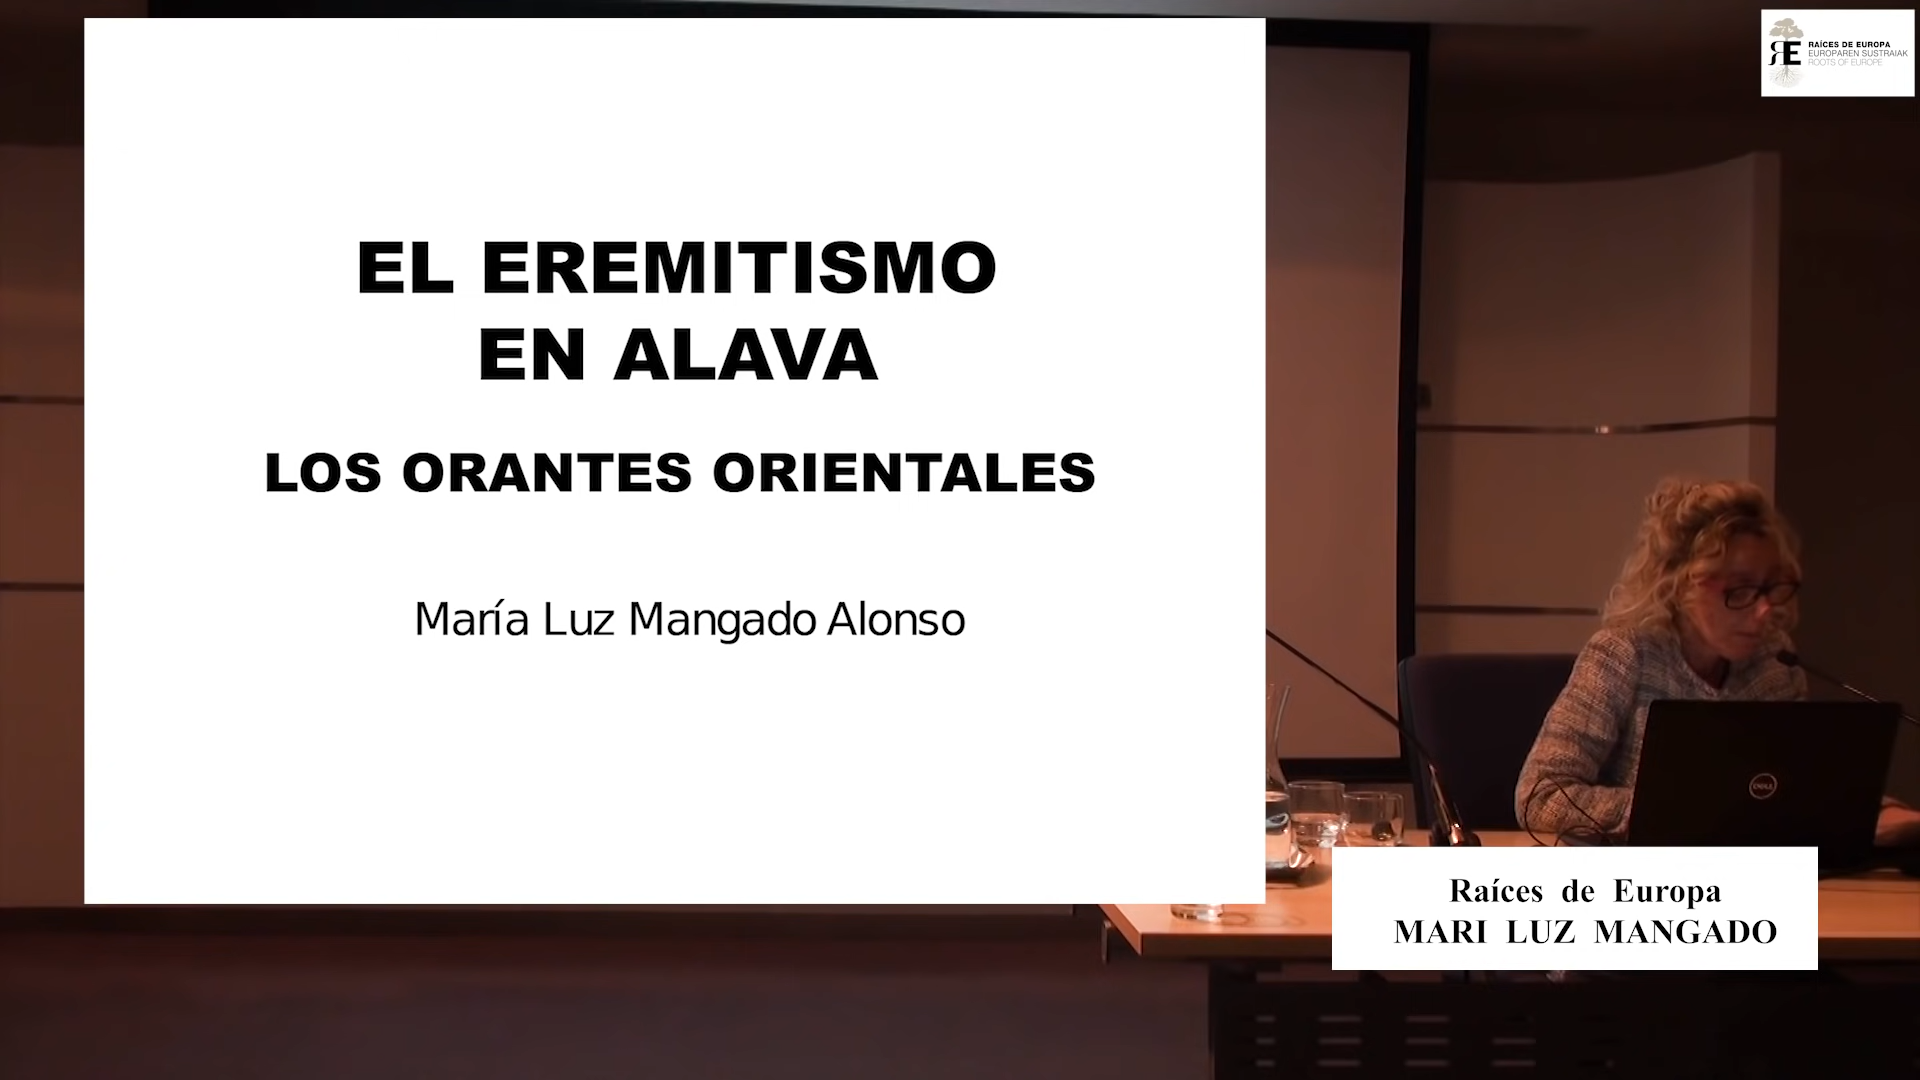 EL EREMITISMO
EN ALAVA
LOS ORANTES ORIENTALES
María Luz Mangado Alonso
RE
RAÍCES DE EUROPA
EUROPAREN SUSTRAIAK
ROOTS OF EUROPE
DELL
Raíces de Europa
MARI LUZ MANGADO